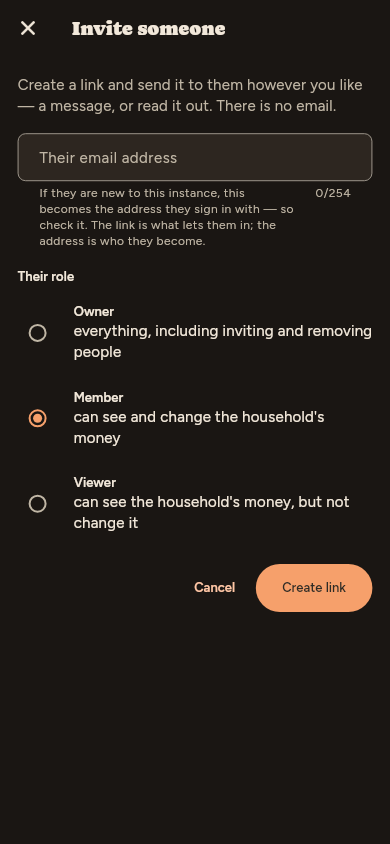 Invite someone
Create a link and send it to them however you like
— a message, or read it out. There is no email.
Their email address
If they are new to this instance, this
becomes the address they sign in with — so
check it. The link is what lets them in; the
address is who they become.
0/254
Their role
Owner
everything, including inviting and removing
people
Member
can see and change the household's
money
Viewer
can see the household's money, but not
change it
Cancel
Create link